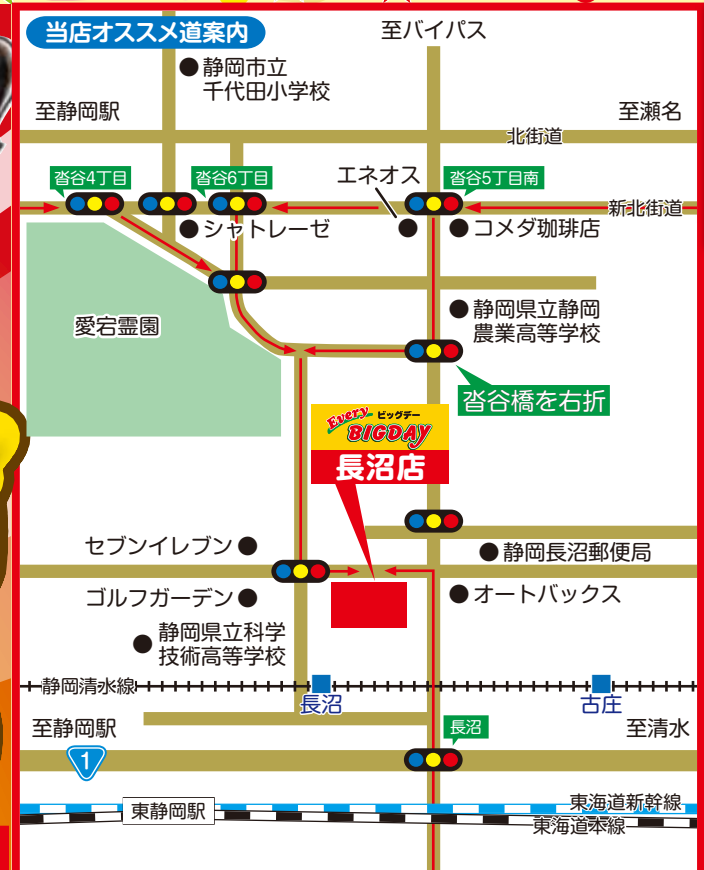 当店オススメ道案内
至バイパス
静岡市立
千代田小学校
至静岡駅
至瀬名
北街道
沓谷4丁目
沓谷6丁目
エネオス
沓谷5丁目南
新北街道
シャトレーゼ
コメダ珈琲店
愛宕霊園
静岡県立静岡
農業高等学校
沓谷橋を右折
Every ビッグデー
BIGDAY
長沼店
セブンイレブン
静岡長沼郵便局
ゴルフガーデン
オートバックス
静岡県立科学
技術高等学校
静岡清水線
長沼
古庄
至静岡駅
長沼
至清水
1
東海道新幹線
東静岡駅
東海道本線